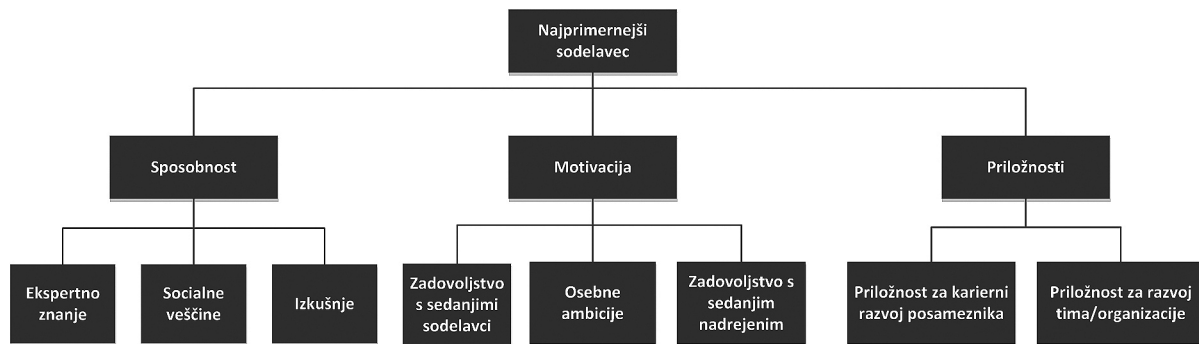 Najprimernejši
sodelavec
Sposobnost
Motivacija
Priložnosti
Ekspertno
znanje
Socialne
veščine
Izkušnje
Zadovoljstvo
s sedanjimi
sodelavci
Osebne
ambicije
Zadovoljstvo s
sedanjim
nadrejenim
Priložnost za karierni
razvoj posameznika
Priložnost za razvoj
tima/organizacije